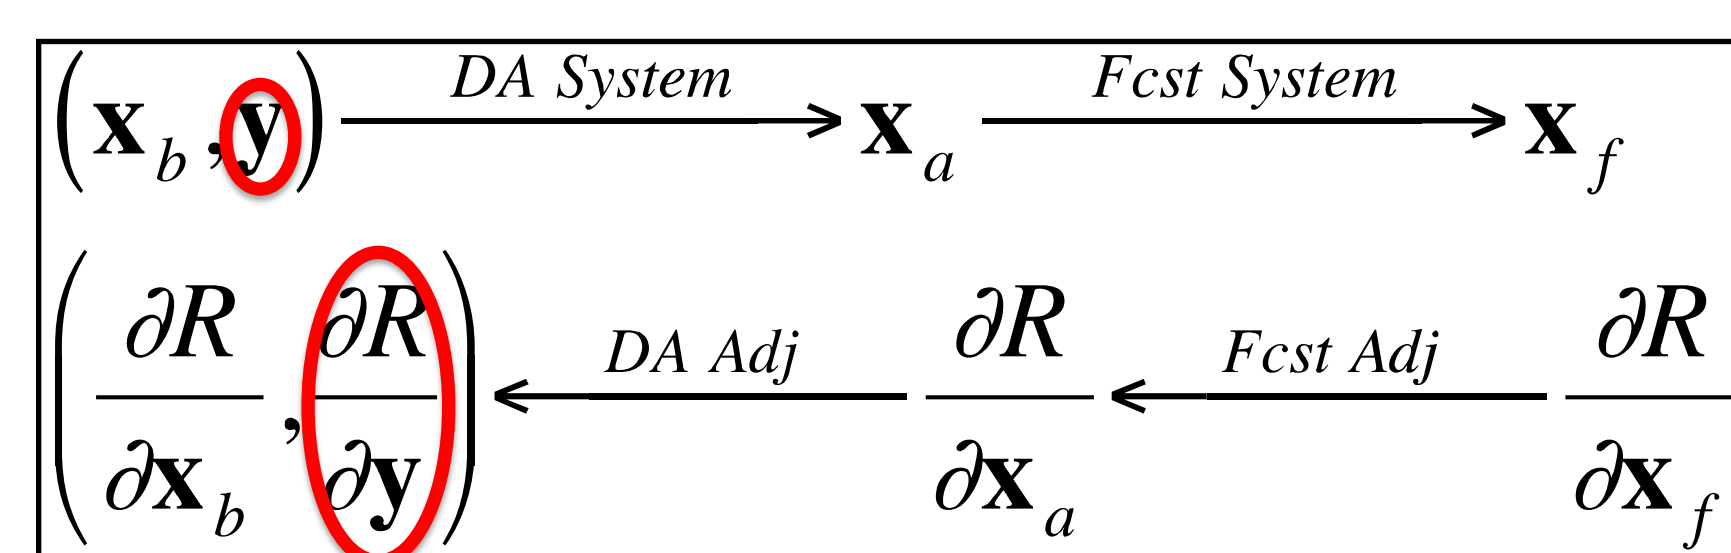 DA System Fcst System
(x_b , y) → x_a → x_f
DA Adj Fcst Adj
(∂R/∂x_b , ∂R/∂y) ← ∂R/∂x_a ← ∂R/∂x_f